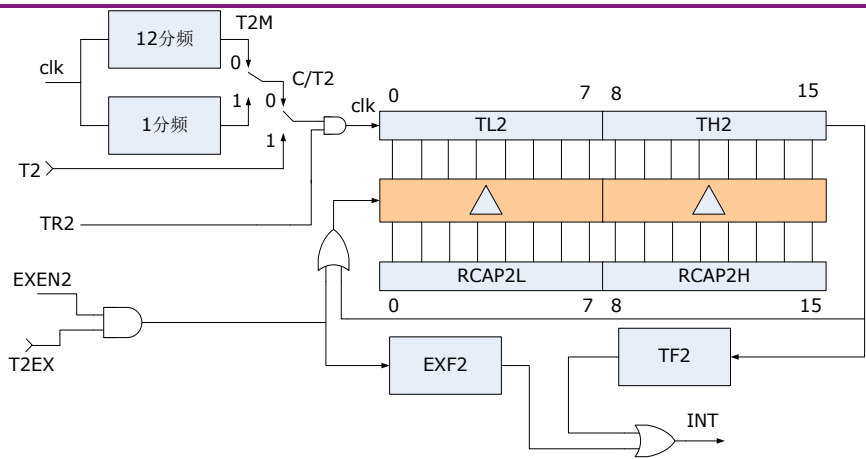 T2M
12分频
0
clk
C/T2
1
0
1分频
1
clk
0
7
8
15
TL2
TH2
T2
TR2
EXEN2
T2EX
RCAP2L
RCAP2H
0
7
8
15
EXF2
TF2
INT